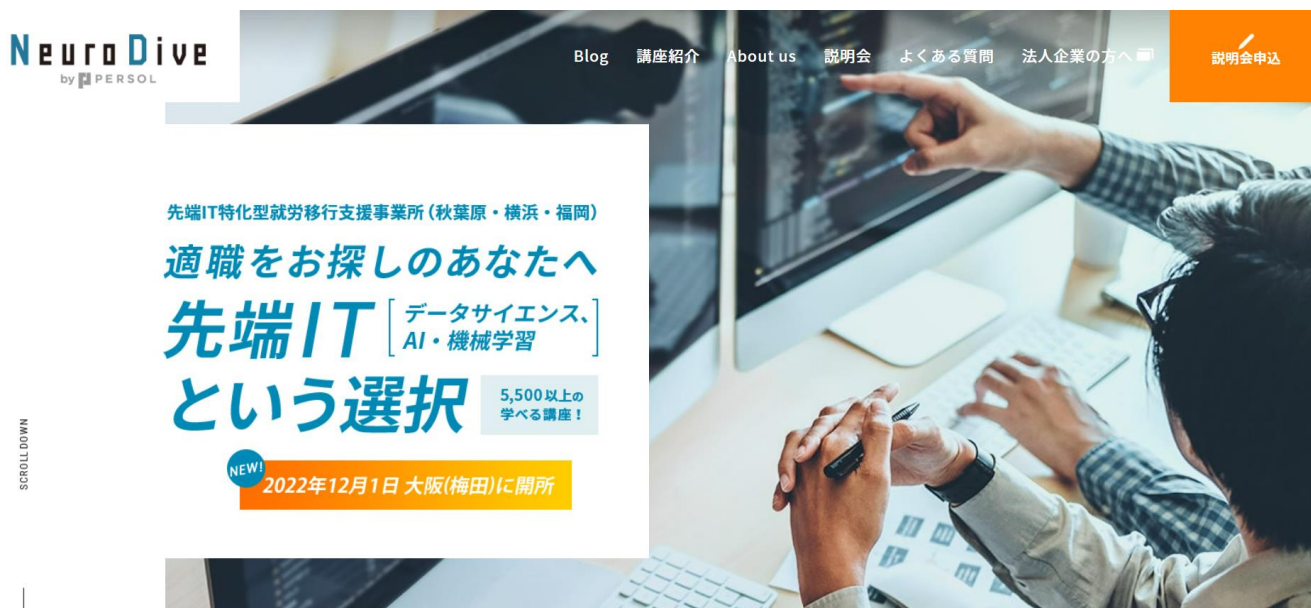 Neuro Dive
by PERSOL
Blog 講座紹介 About us 説明会 よくある質問 法人企業の方へ
説明会申込
先端IT特化型就労移行支援事業所（秋葉原・横浜・福岡）
適職をお探しのあなたへ
先端IT
データサイエンス、
AI・機械学習
という選択
5,500以上の
学べる講座！
NEW!
2022年12月1日 大阪(梅田)に開所
SCROLL DOWN